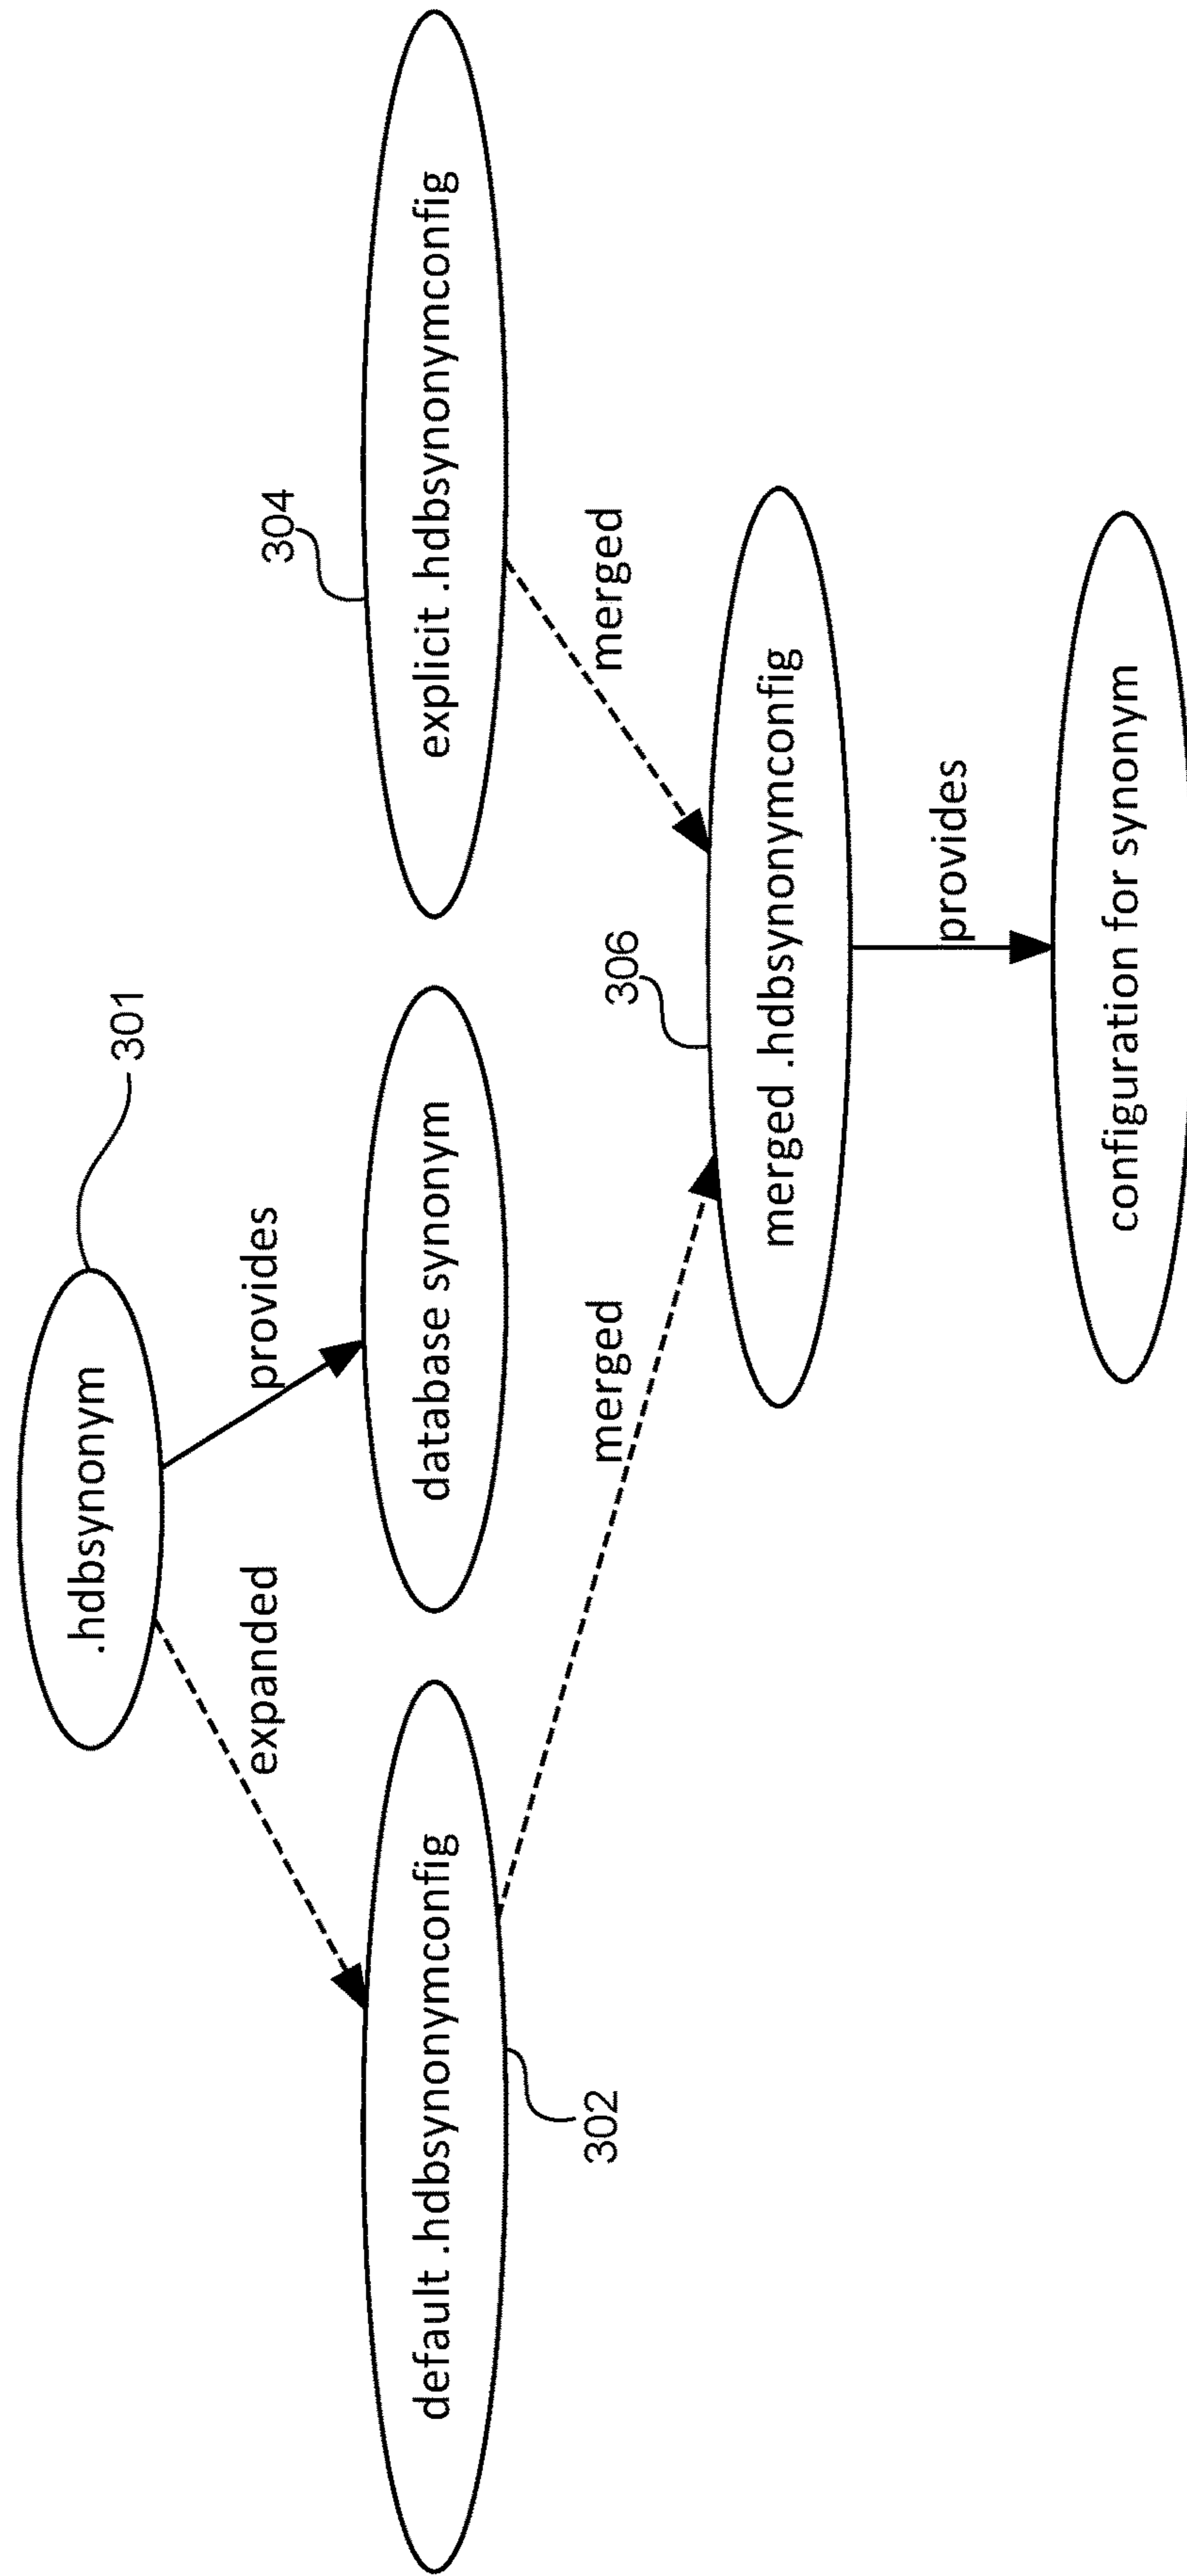 .hdbsynonym
301
expanded
provides
304
default .hdbsynonymconfig
database synonym
explicit .hdbsynonymconfig
302
merged
306
merged
merged .hdbsynonymconfig
provides
configuration for synonym